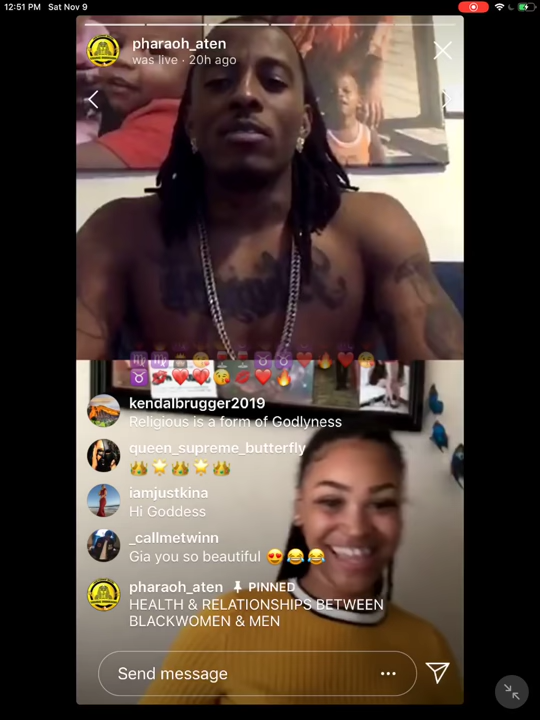 12:51 PM Sat Nov 9
pharaoh_aten
was live · 20h ago
kendalbrugger2019
Religious is a form of Godlyness
queen_supreme_butterfly
👑🌟👑🌟👑
iamjustkina
Hi Goddess
_callmetwinn
Gia you so beautiful 😍😂😂
pharaoh_aten PINNED
HEALTH & RELATIONSHIPS BETWEEN
BLACKWOMEN & MEN
Send message